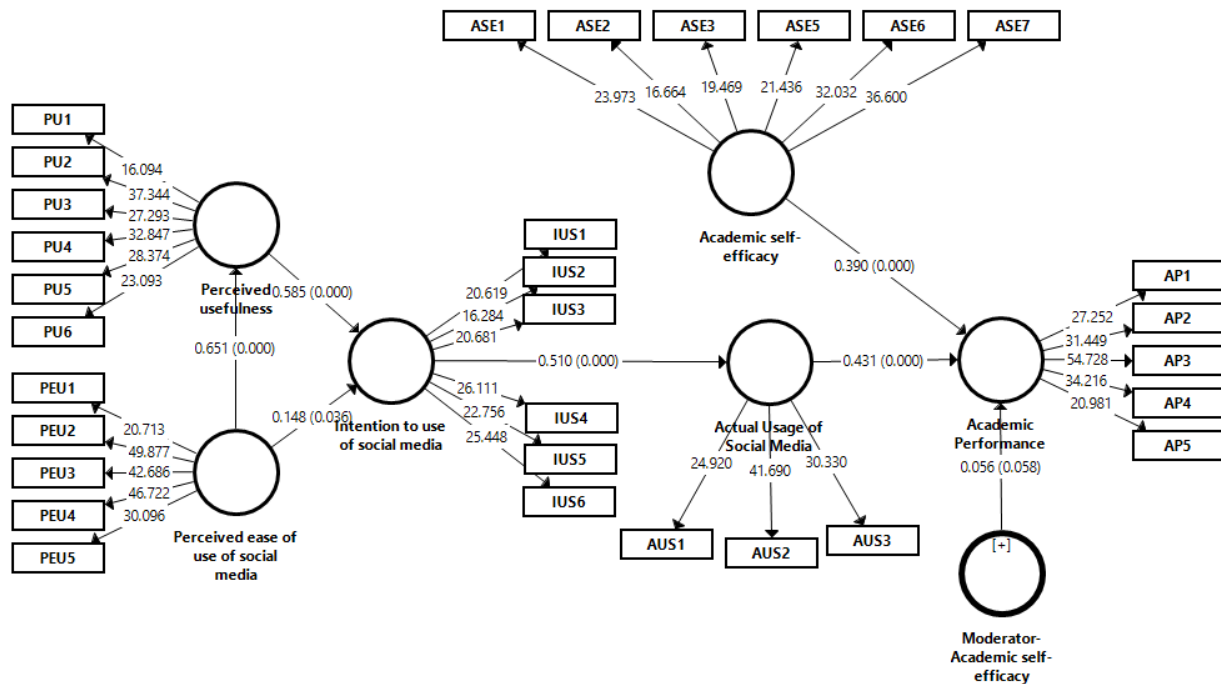 ASE1
ASE2
ASE3
ASE5
ASE6
ASE7
23.973
16.664
19.469
21.436
32.032
36.600
Academic self-
efficacy
0.390 (0.000)
PU1
PU2
PU3
PU4
PU5
PU6
16.094
37.344
27.293
32.847
28.374
23.093
Perceived
usefulness
0.585 (0.000)
0.651 (0.000)
PEU1
PEU2
PEU3
PEU4
PEU5
20.713
49.877
42.686
46.722
30.096
Perceived ease of
use of social
media
0.148 (0.036)
IUS1
IUS2
IUS3
20.619
16.284
20.681
Intention to use
of social media
0.510 (0.000)
26.111
22.756
25.448
IUS4
IUS5
IUS6
Actual Usage of
Social Media
0.431 (0.000)
24.920
41.690
30.330
AUS1
AUS2
AUS3
AP1
AP2
AP3
AP4
AP5
27.252
31.449
54.728
34.216
20.981
Academic
Performance
0.056 (0.058)
[+]
Moderator-
Academic self-
efficacy